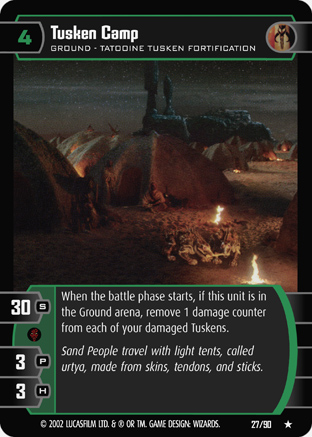 4
Tusken Camp
GROUND - TATOOINE TUSKEN FORTIFICATION
30 S
When the battle phase starts, if this unit is in
the Ground arena, remove 1 damage counter
from each of your damaged Tuskens.
3 P
Sand People travel with light tents, called
urtya, made from skins, tendons, and sticks.
3 H
© 2002 LUCASFILM LTD. & ® OR TM. GAME DESIGN: WIZARDS.
27/90